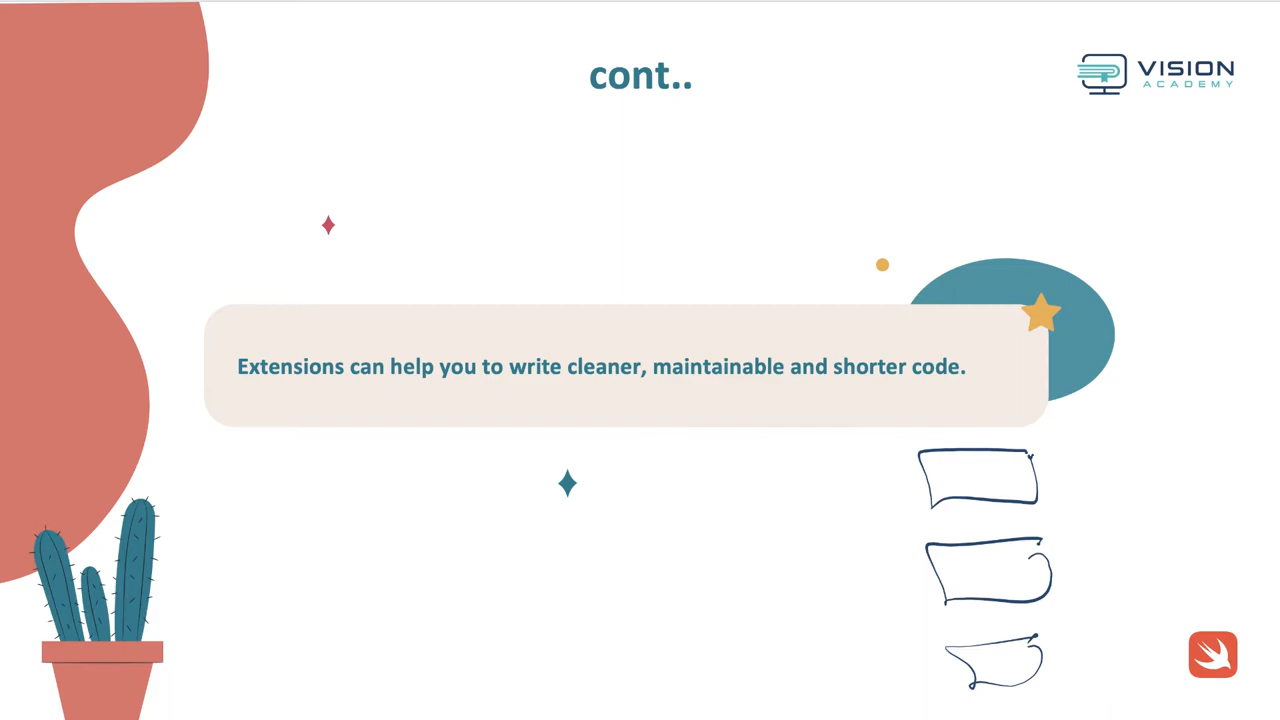 cont..
VISION
ACADEMY
Extensions can help you to write cleaner, maintainable and shorter code.